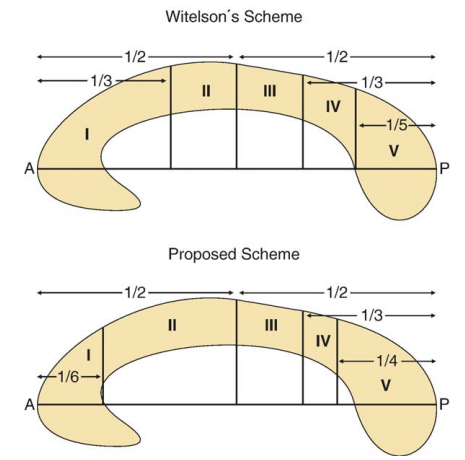 Witelson´s Scheme
1/2 1/2
1/3 1/3
II III
IV
I 1/5
V
A P
Proposed Scheme
1/2 1/2
1/3
II III
I IV
1/6 1/4
V
A P